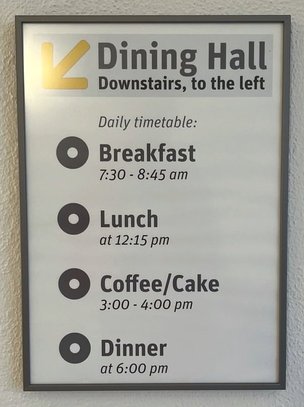 Dining Hall
Downstairs, to the left
Daily timetable:
Breakfast
7:30 - 8:45 am
Lunch
at 12:15 pm
Coffee/Cake
3:00 - 4:00 pm
Dinner
at 6:00 pm